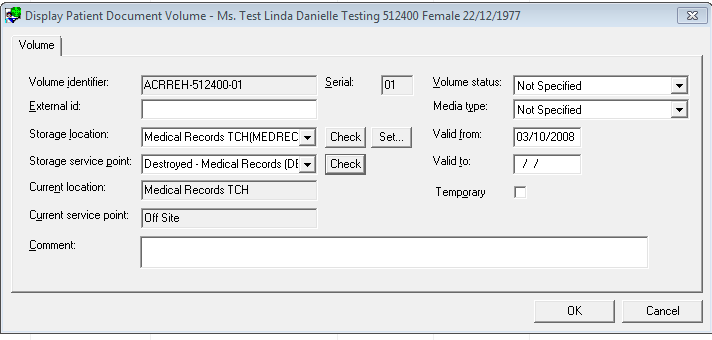 Display Patient Document Volume - Ms. Test Linda Danielle Testing 512400 Female 22/12/1977
Volume
Volume identifier: ACRREH-512400-01 Serial: 01 Volume status: Not Specified
External id: Media type: Not Specified
Storage location: Medical Records TCH(MEDREC Check Set... Valid from: 03/10/2008
Storage service point: Destroyed - Medical Records (DE Check Valid to: / /
Current location: Medical Records TCH Temporary
Current service point: Off Site
Comment:
OK Cancel